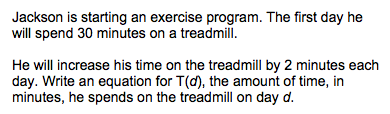 Jackson is starting an exercise program. The first day he
will spend 30 minutes on a treadmill.
He will increase his time on the treadmill by 2 minutes each
day. Write an equation for T(d), the amount of time, in
minutes, he spends on the treadmill on day d.